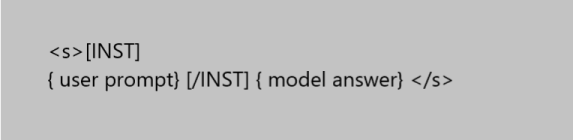 <s>[INST]
{ user prompt} [/INST] { model answer} </s>